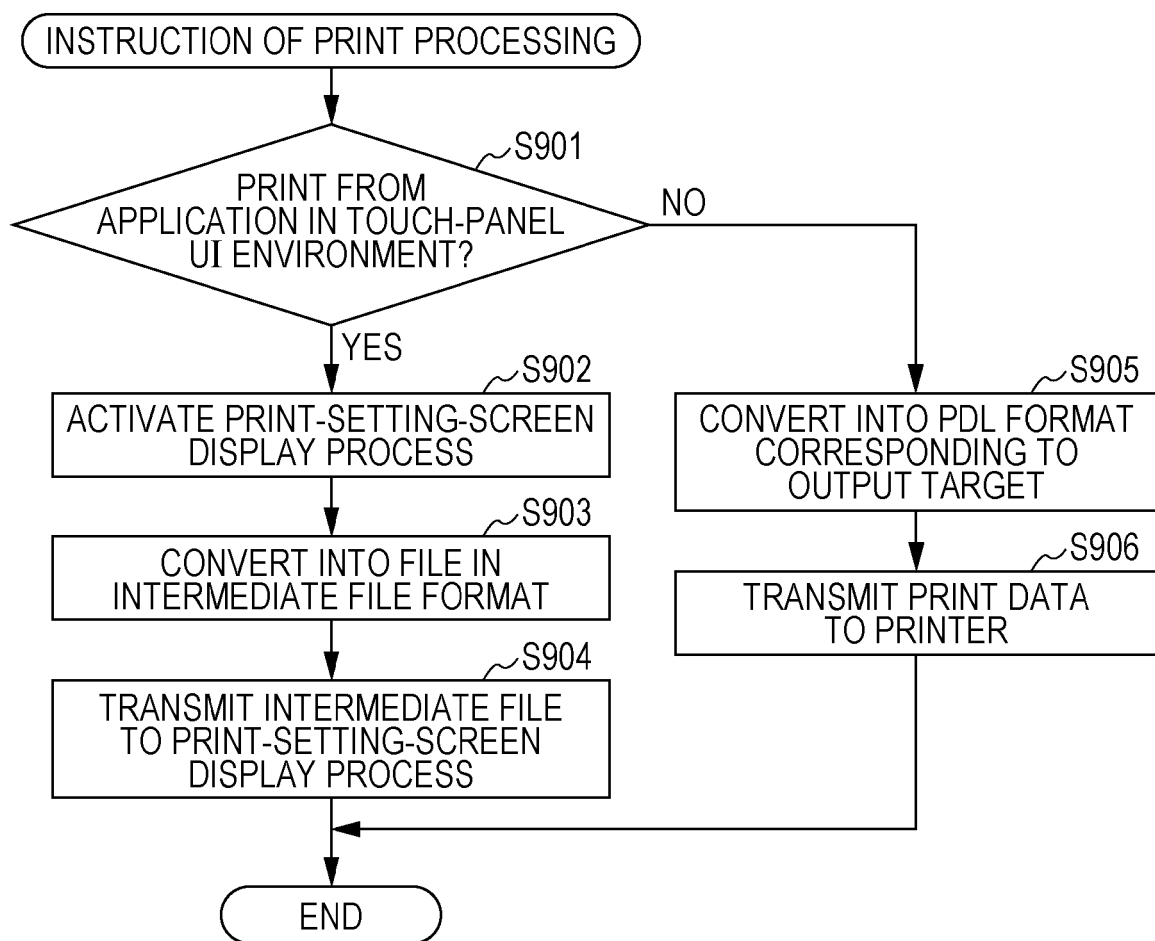 INSTRUCTION OF PRINT PROCESSING
S901
PRINT FROM
APPLICATION IN TOUCH-PANEL
UI ENVIRONMENT?
NO
YES
S902
ACTIVATE PRINT-SETTING-SCREEN
DISPLAY PROCESS
S903
CONVERT INTO FILE IN
INTERMEDIATE FILE FORMAT
S904
TRANSMIT INTERMEDIATE FILE
TO PRINT-SETTING-SCREEN
DISPLAY PROCESS
S905
CONVERT INTO PDL FORMAT
CORRESPONDING TO
OUTPUT TARGET
S906
TRANSMIT PRINT DATA
TO PRINTER
END